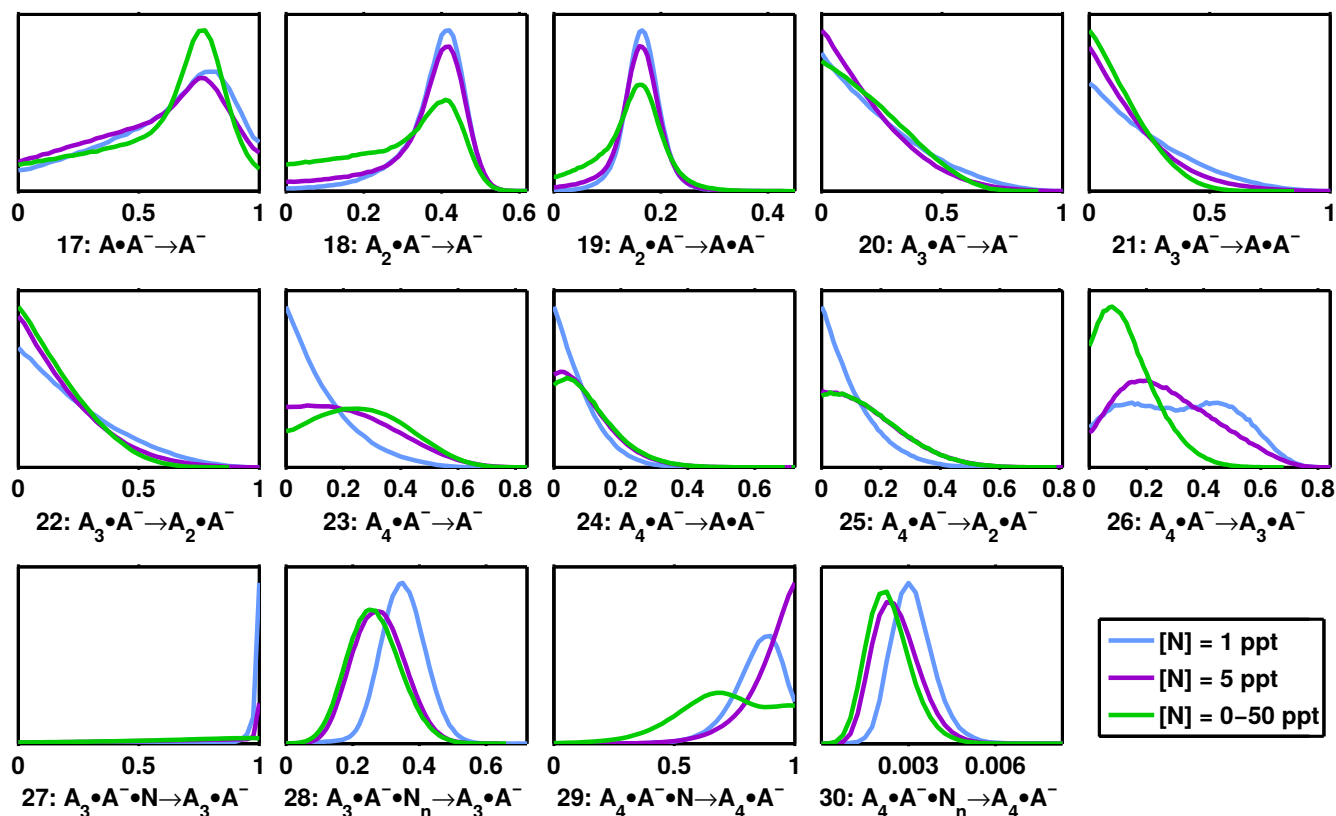 0 0.5 1 0 0.2 0.4 0.6 0 0.2 0.4 0 0.5 1 0 0.5 1
17: A•A⁻→A⁻ 18: A₂•A⁻→A⁻ 19: A₂•A⁻→A•A⁻ 20: A₃•A⁻→A⁻ 21: A₃•A⁻→A•A⁻
0 0.5 1 0 0.2 0.4 0.6 0.8 0 0.2 0.4 0.6 0 0.2 0.4 0.6 0.8 0 0.2 0.4 0.6 0.8
22: A₃•A⁻→A₂•A⁻ 23: A₄•A⁻→A⁻ 24: A₄•A⁻→A•A⁻ 25: A₄•A⁻→A₂•A⁻ 26: A₄•A⁻→A₃•A⁻
[N] = 1 ppt
[N] = 5 ppt
[N] = 0−50 ppt
0 0.5 1 0 0.2 0.4 0.6 0 0.5 1 0.003 0.006
27: A₃•A⁻•N→A₃•A⁻ 28: A₃•A⁻•Nₙ→A₃•A⁻ 29: A₄•A⁻•N→A₄•A⁻ 30: A₄•A⁻•Nₙ→A₄•A⁻